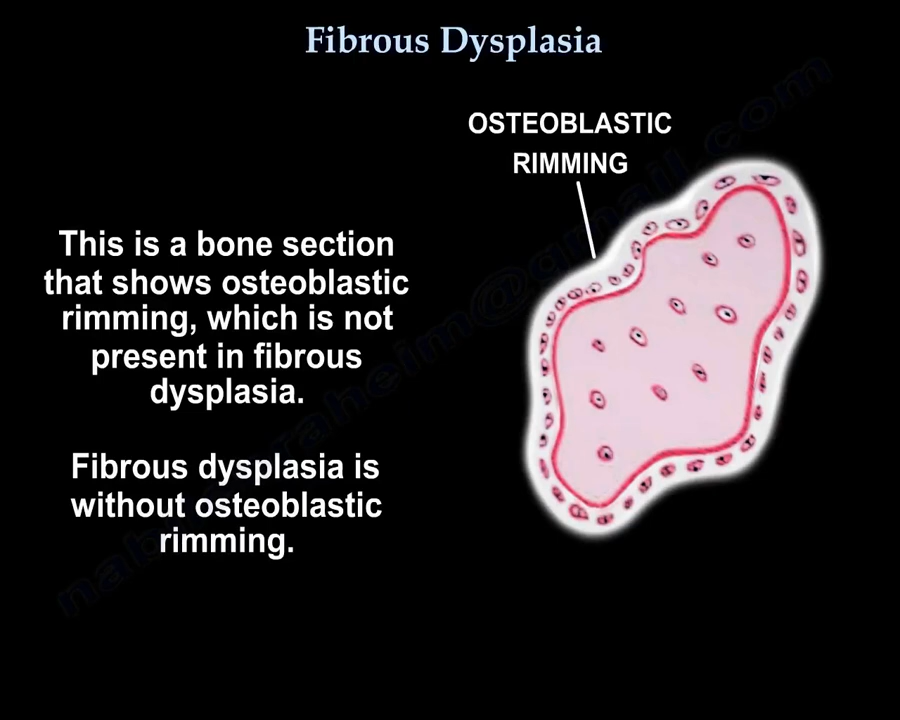 Fibrous Dysplasia
OSTEOBLASTIC
RIMMING
This is a bone section
that shows osteoblastic
rimming, which is not
present in fibrous
dysplasia.
Fibrous dysplasia is
without osteoblastic
rimming.